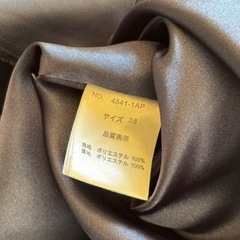 NO. 4541-1AP
サイズ 38
品質表示
表地 ポリエステル 100%
裏地 ポリエステル 100%